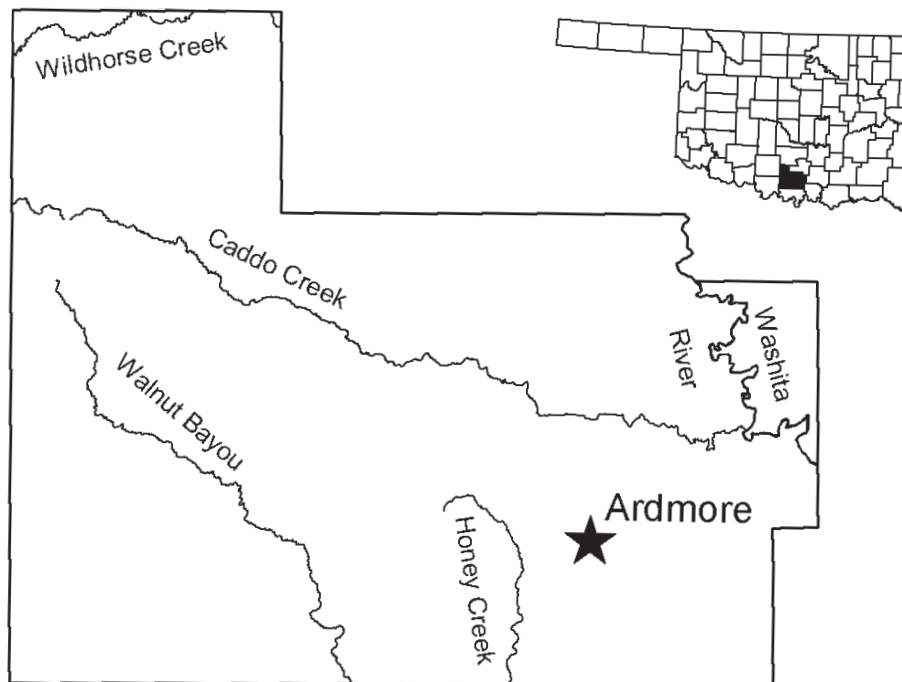 Wildhorse Creek
Caddo Creek
Washita
River
Walnut Bayou
Ardmore
Honey Creek